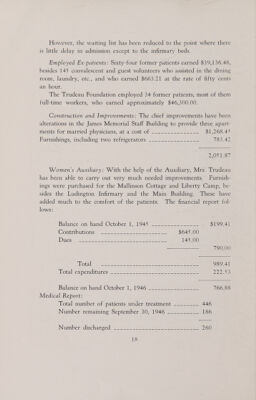 However, the waiting list has been reduced to the point where there
is little delay in admission except to the infirmary beds.
Employed Ex-patients: Sixty-four former patients earned $39,136.48,
besides 145 convalescent and guest volunteers who assisted in the dining
room, laundry, etc., and who earned $663.21 at the rate of fifty cents
an hour.
The Trudeau Foundation employed 34 former patients, most of them
full-time workers, who earned approximately $46,300.00.
Construction and Improvements: The chief improvements have been
alterations in the James Memorial Staff Building to provide three apart-
ments for married physicians, at a cost of $1,268.45
Furnishings, including two refrigerators 783.42
2,051.87
Women's Auxiliary: With the help of the Auxiliary, Mrs. Trudeau
has been able to carry out very much needed improvements. Furnish-
ings were purchased for the Mallinson Cottage and Liberty Camp, be-
sides the Ludington Infirmary and the Main Building. These have
added much to the comfort of the patients. The financial report fol-
lows:
Balance on hand October 1, 1945 $199.41
Contributions $645.00
Dues 145.00
790.00
Total 989.41
Total expenditures 222.53
Balance on hand October 1, 1946 766.88
Medical Report:
Total number of patients under treatment 446
Number remaining September 30, 1946 186
Number discharged 260
18